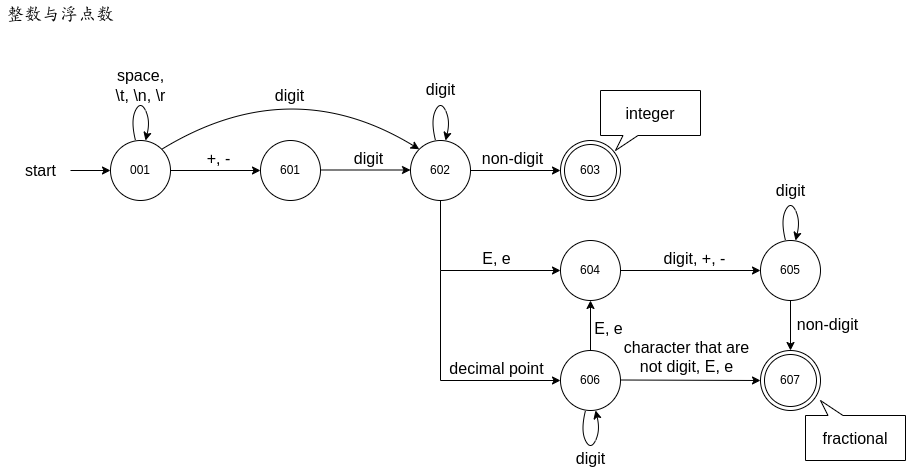 整数与浮点数
space,
\t, \n, \r
digit
digit
integer
start
001
+, -
601
digit
602
non-digit
603
digit
E, e
604
digit, +, -
605
E, e
non-digit
character that are
not digit, E, e
decimal point
606
607
digit
fractional